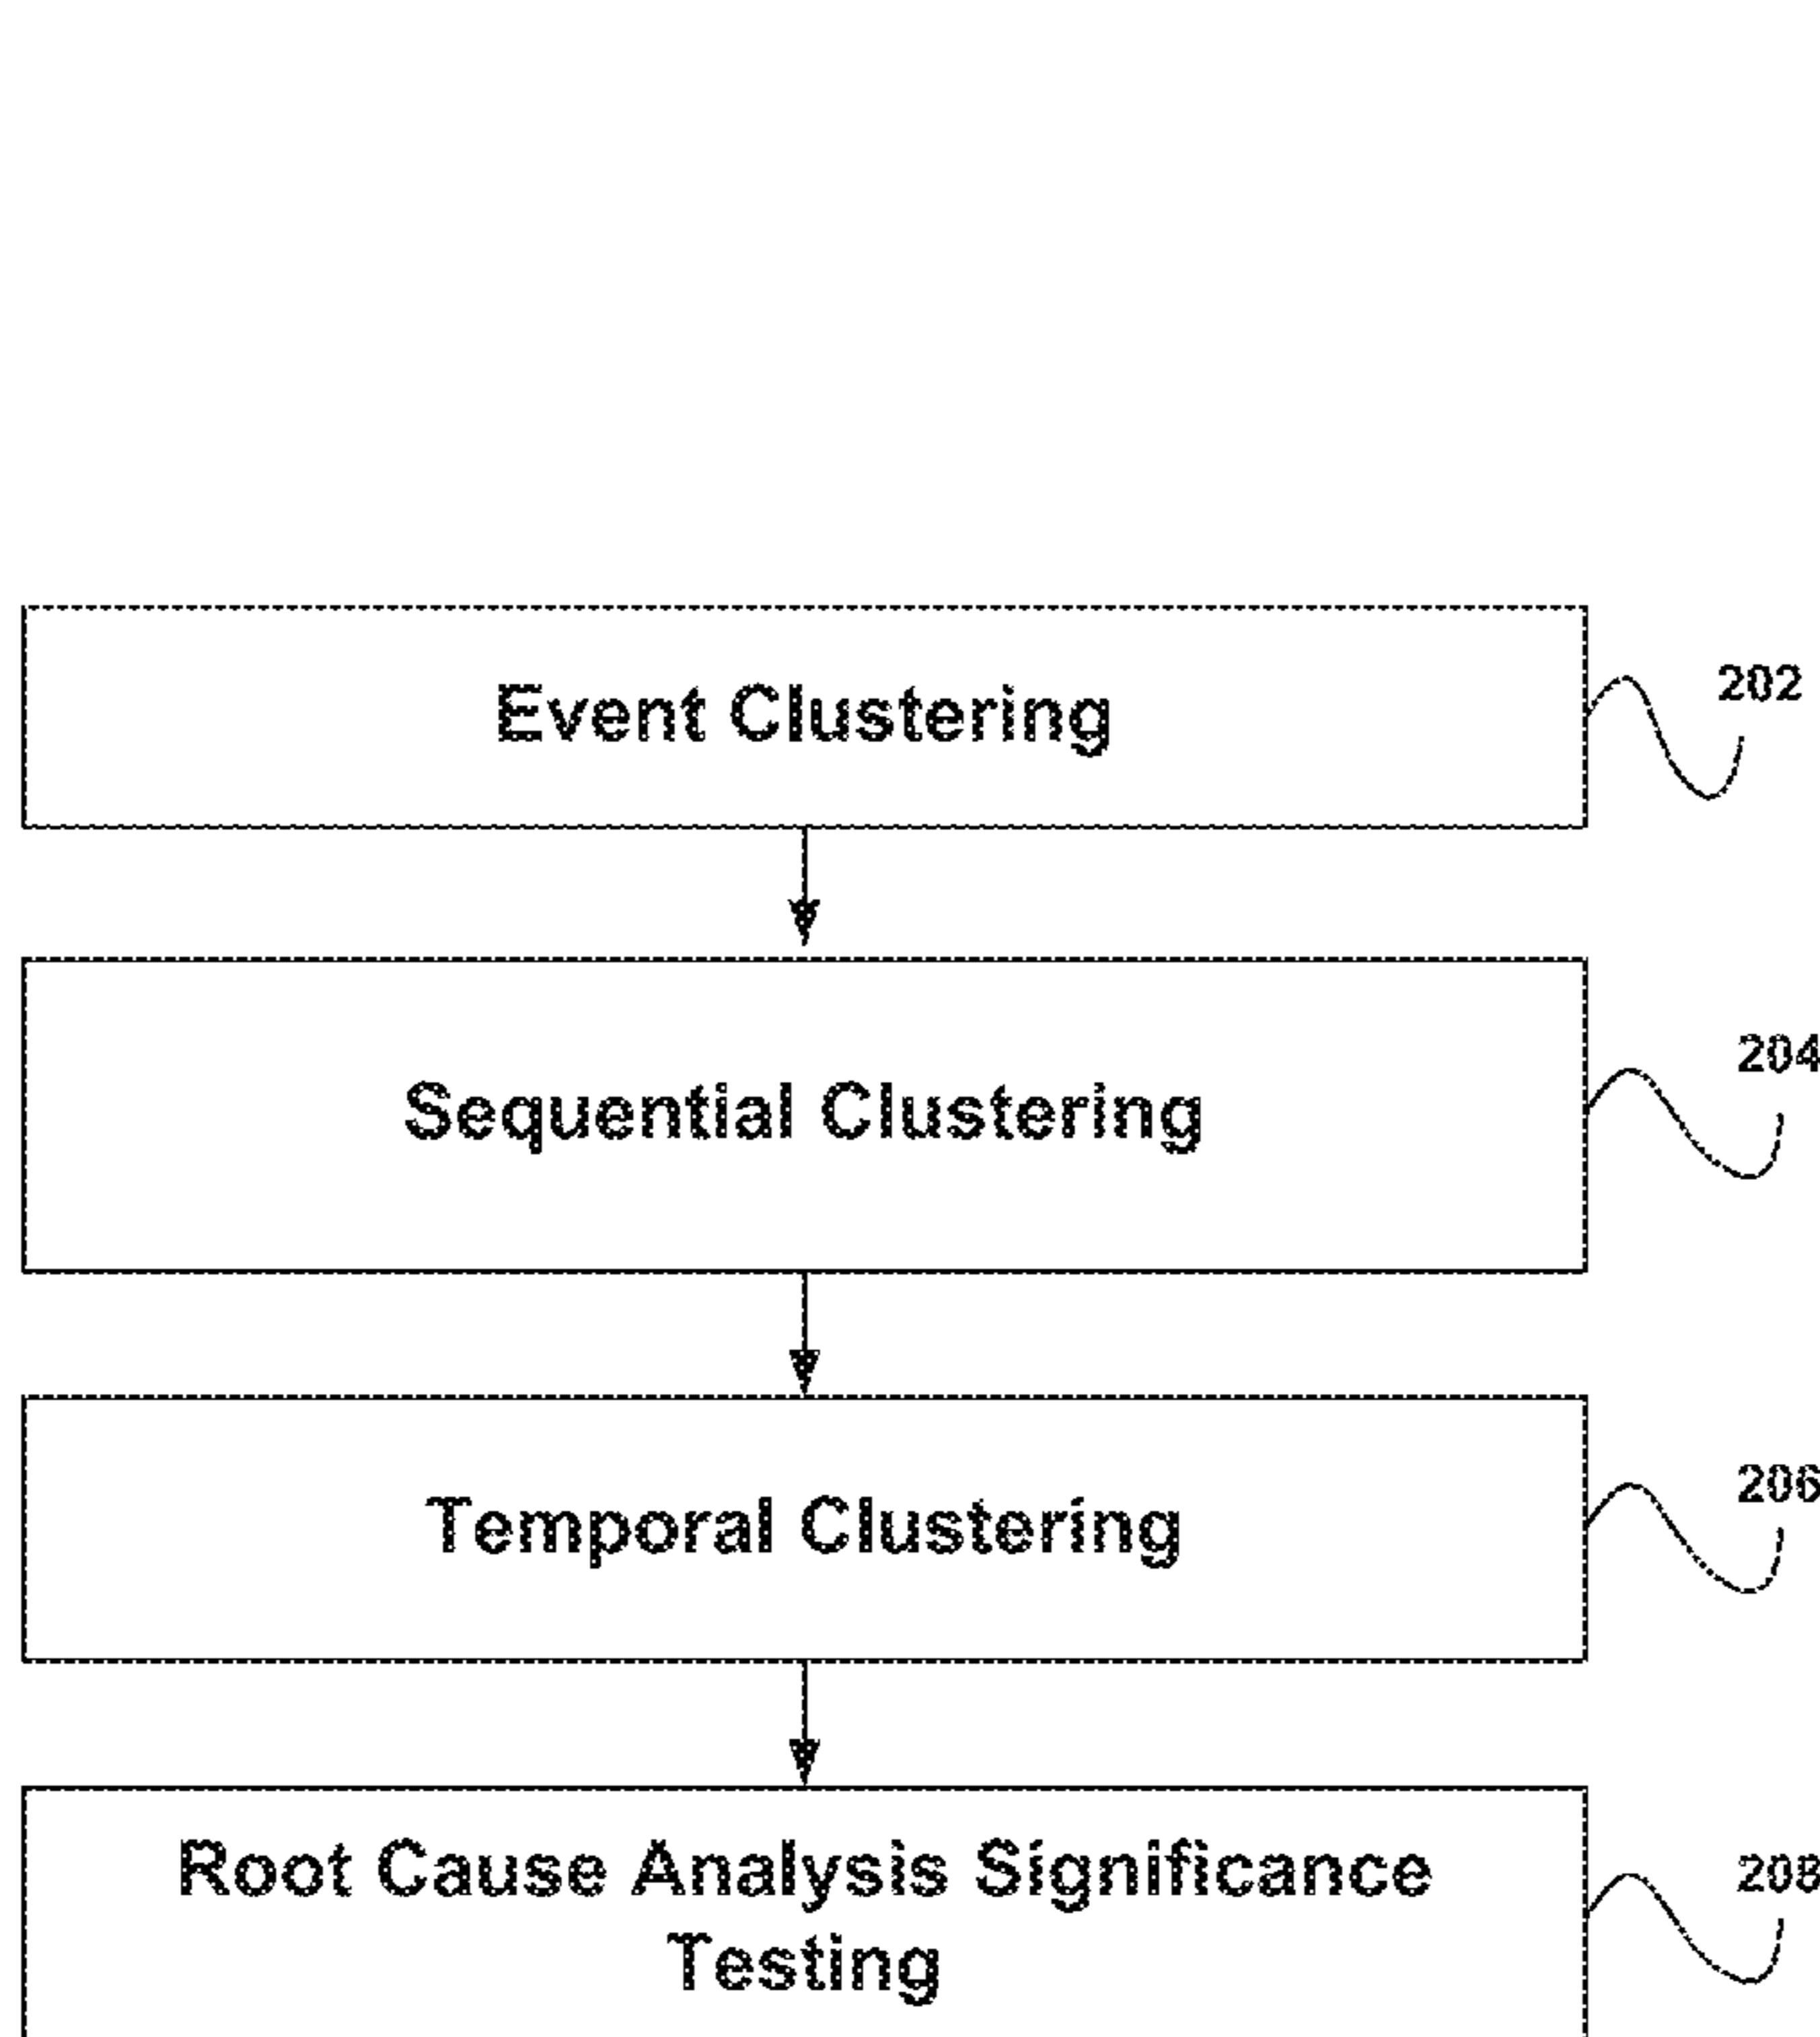 Event Clustering
202
Sequential Clustering
204
Temporal Clustering
206
Root Cause Analysis Significance
Testing
208